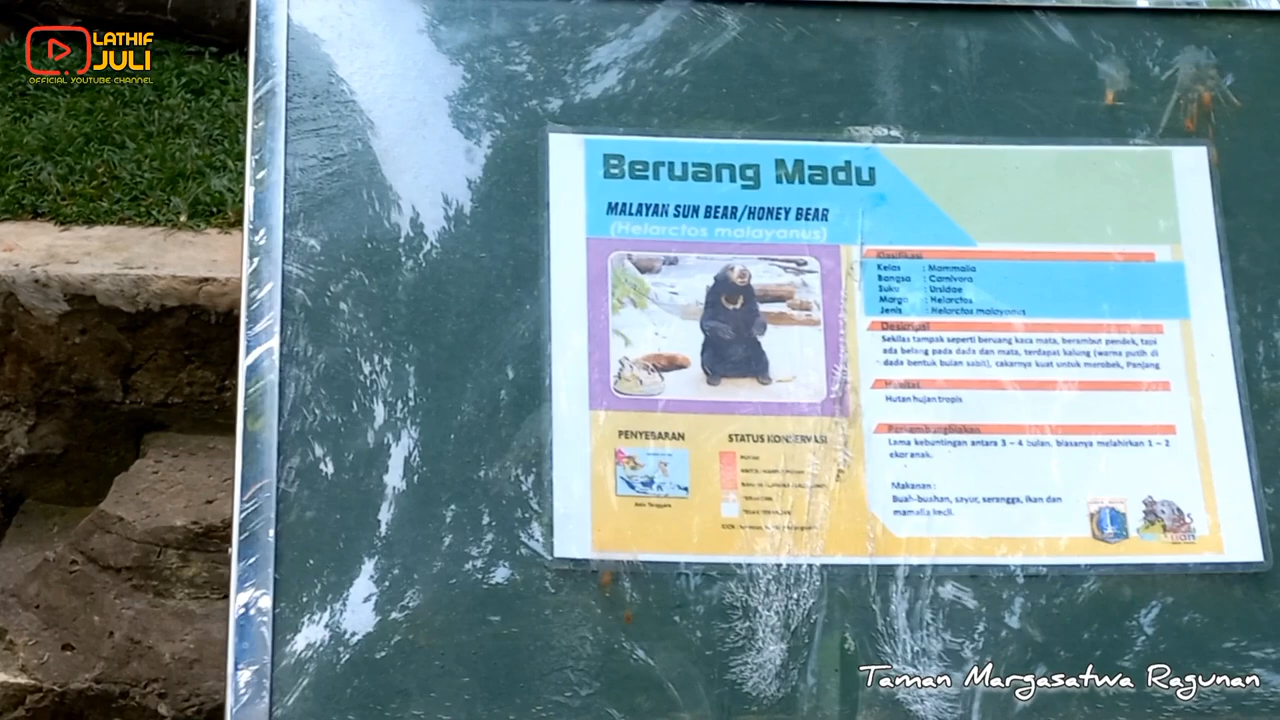 LATHIF
JULI
OFFICIAL YOUTUBE CHANNEL
Beruang Madu
MALAYAN SUN BEAR/HONEY BEAR
(Helarctos malayanus)
Klasifikasi
Kelas : Mammalia
Bangsa : Carnivora
Suku : Ursidae
Marga : Helarctos
Jenis : Helarctos malayanus
Deskripsi
Sekilas tampak seperti beruang kaca mata, berambut pendek, tapi
ada belang pada dada dan mata, terdapat kalung (warna putih di
dada bentuk bulan sabit), cakarnya kuat untuk merobek, Panjang
Habitat
Hutan hujan tropis
Perkembangbiakan
Lama kebuntingan antara 3 – 4 bulan, biasanya melahirkan 1 – 2
ekor anak.
Makanan :
Buah-buahan, sayur, serangga, ikan dan
mamalia kecil.
PENYEBARAN
Asia Tenggara
STATUS KONSERVASI
Taman Margasatwa Ragunan